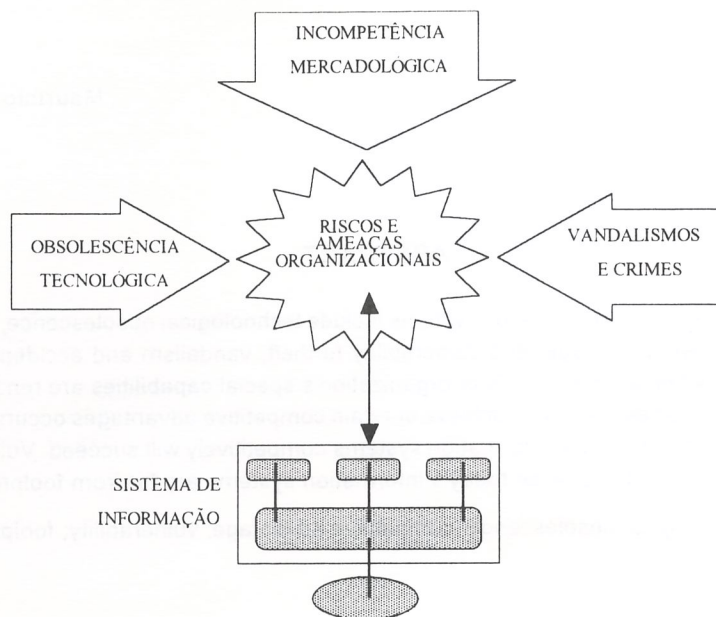 INCOMPETÊNCIA
MERCADOLÓGICA
OBSOLESCÊNCIA
TECNOLÓGICA
RISCOS E
AMEAÇAS
ORGANIZACIONAIS
VANDALISMOS
E CRIMES
SISTEMA DE
INFORMAÇÃO